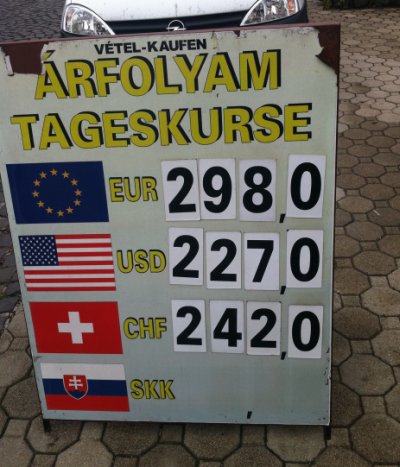 VÉTEL-KAUFEN
ÁRFOLYAM
TAGESKURSE
EUR 298,0
USD 227,0
CHF 242,0
SKK